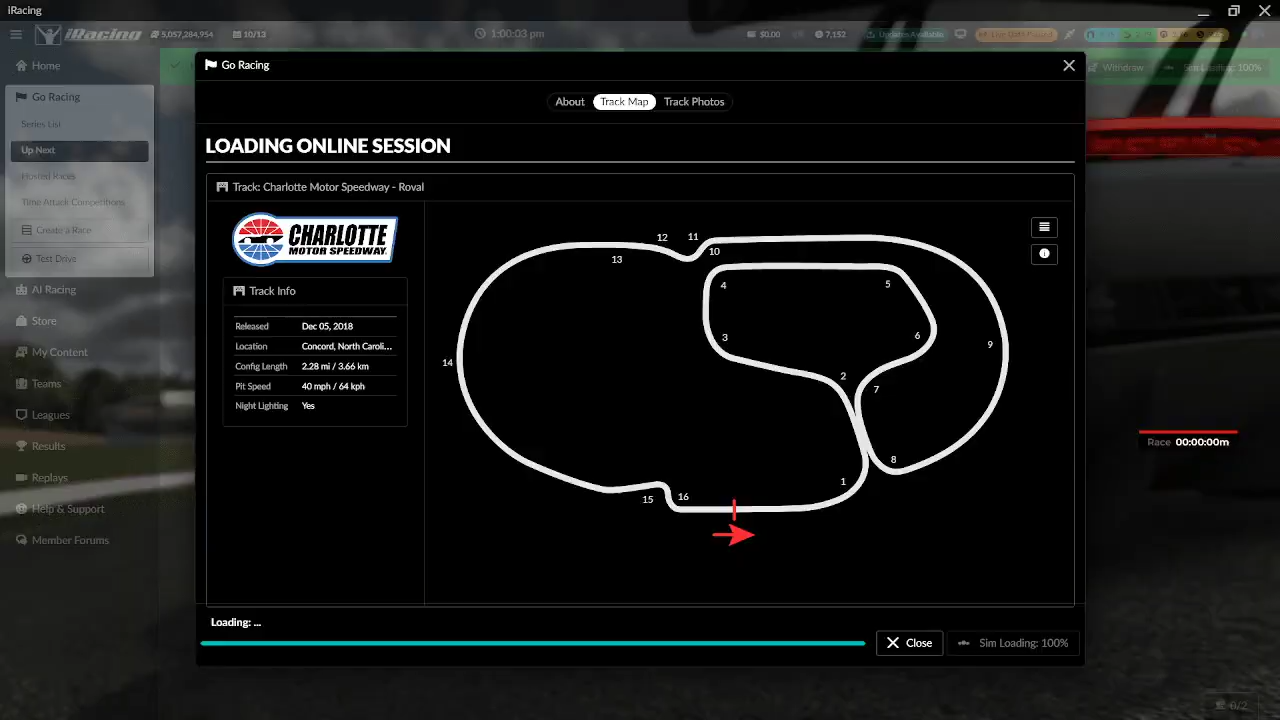 iRacing
iRacing 5,057,284,954 10/13 1:00:03 pm $0.00 7,152 Updates Available
Home
Go Racing
Series List
Up Next
Hosted Races
Time Attack Competitions
Create a Race
Test Drive
AI Racing
Store
My Content
Teams
Leagues
Results
Replays
Help & Support
Member Forums
Withdraw Sim Loading: 100%
Go Racing
About Track Map Track Photos
LOADING ONLINE SESSION
Track: Charlotte Motor Speedway - Roval
CHARLOTTE
MOTOR SPEEDWAY
Track Info
Released Dec 05, 2018
Location Concord, North Caroli...
Config Length 2.28 mi / 3.66 km
Pit Speed 40 mph / 64 kph
Night Lighting Yes
12 11
10
13
4 5
3 6
9
14
2
7
8
1
15 16
Race 00:00:00m
Loading: ...
Close Sim Loading: 100%
0/2